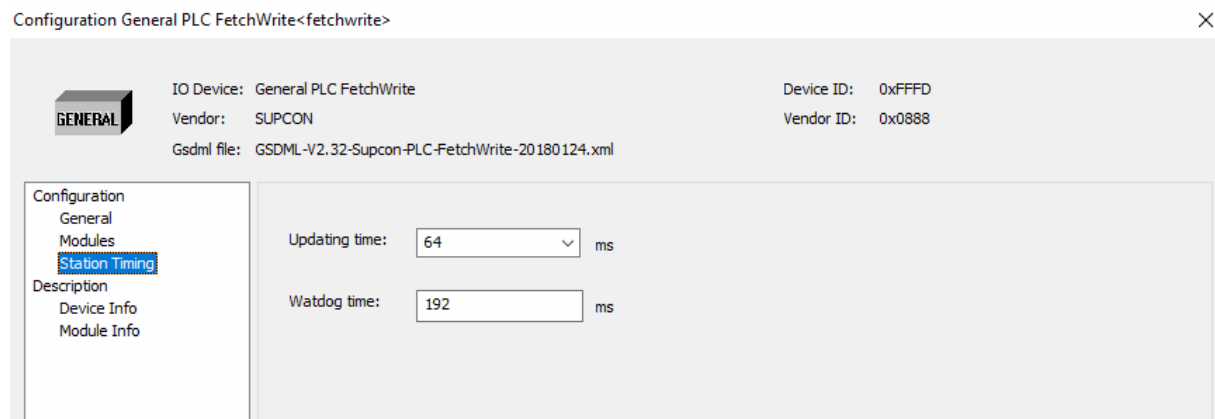 Configuration General PLC FetchWrite<fetchwrite>
GENERAL
IO Device: General PLC FetchWrite
Vendor: SUPCON
Gsdml file: GSDML-V2.32-Supcon-PLC-FetchWrite-20180124.xml
Device ID: 0xFFFD
Vendor ID: 0x0888
Configuration
General
Modules
Station Timing
Description
Device Info
Module Info
Updating time: 64 ms
Watdog time: 192 ms